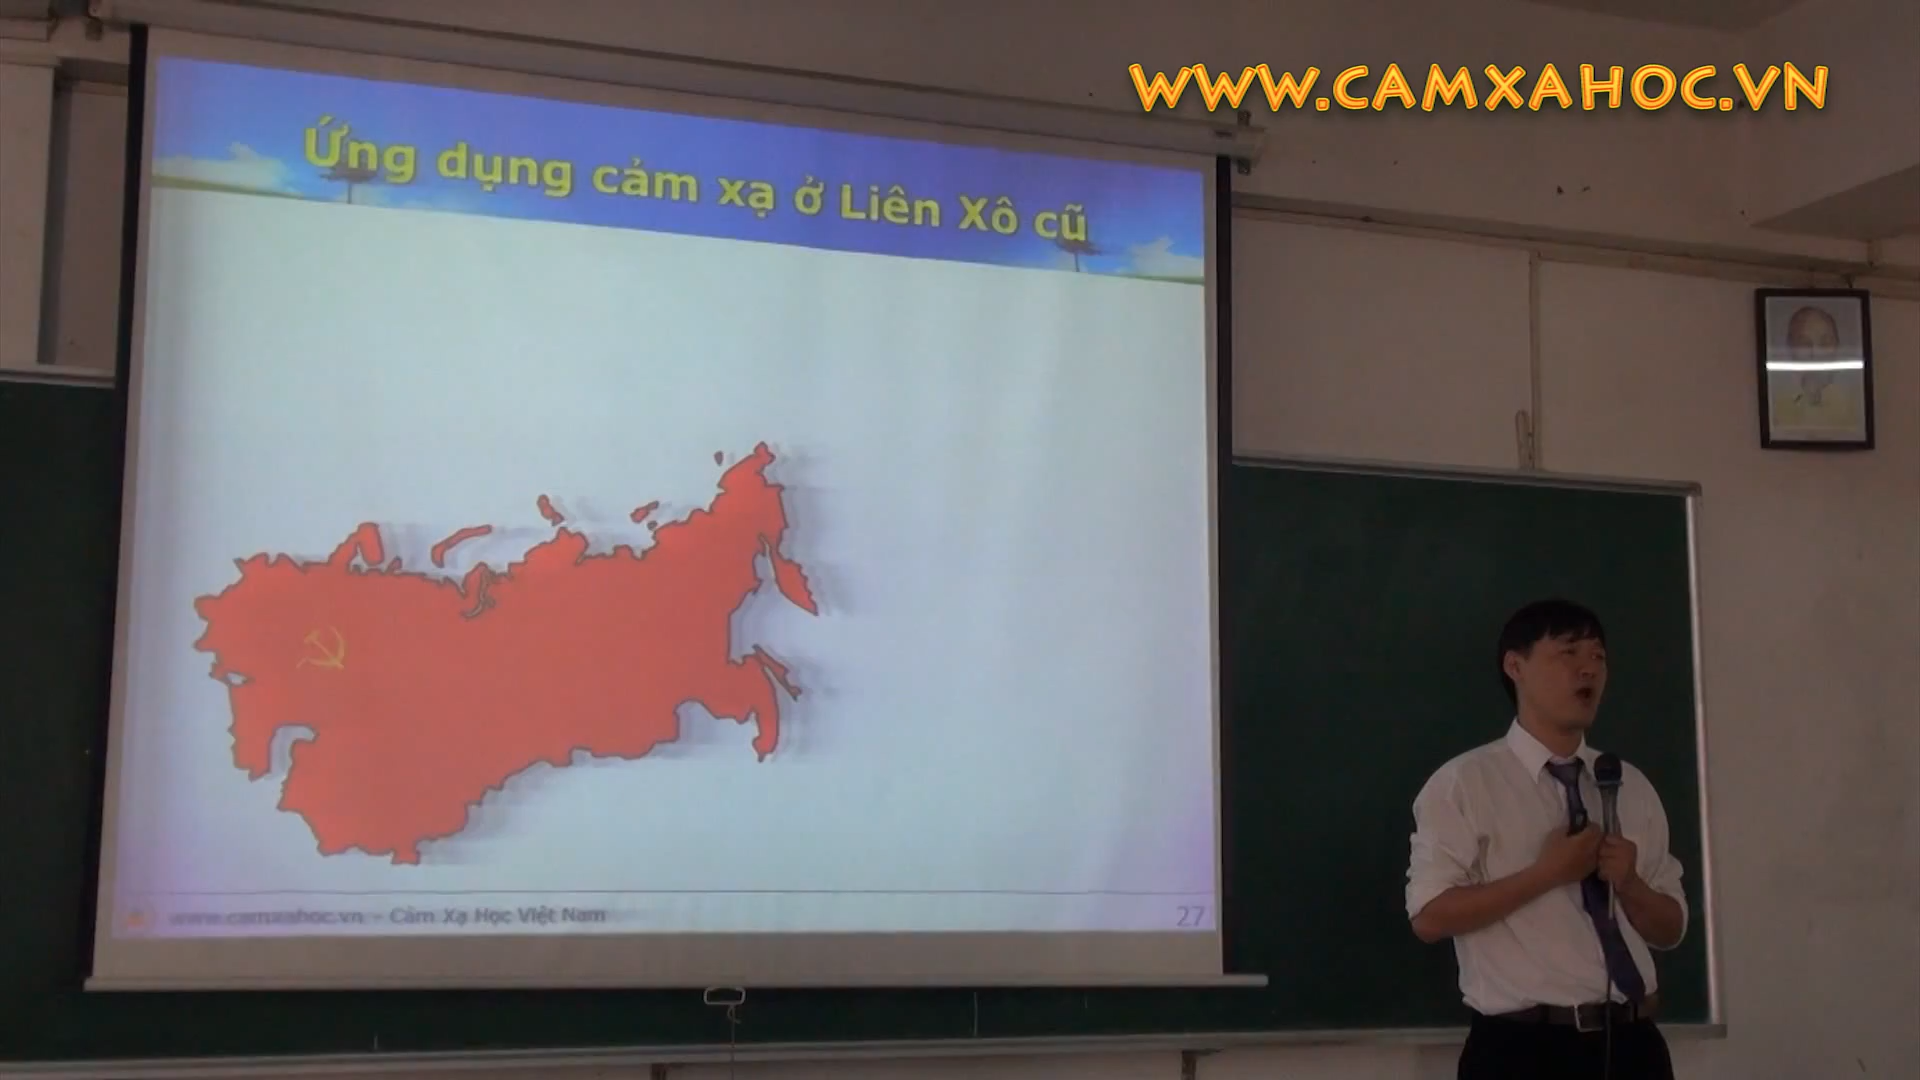 WWW.CAMXAHOC.VN
Ứng dụng cảm xạ ở Liên Xô cũ
www.camxahoc.vn - Cảm Xạ Học Việt Nam
27